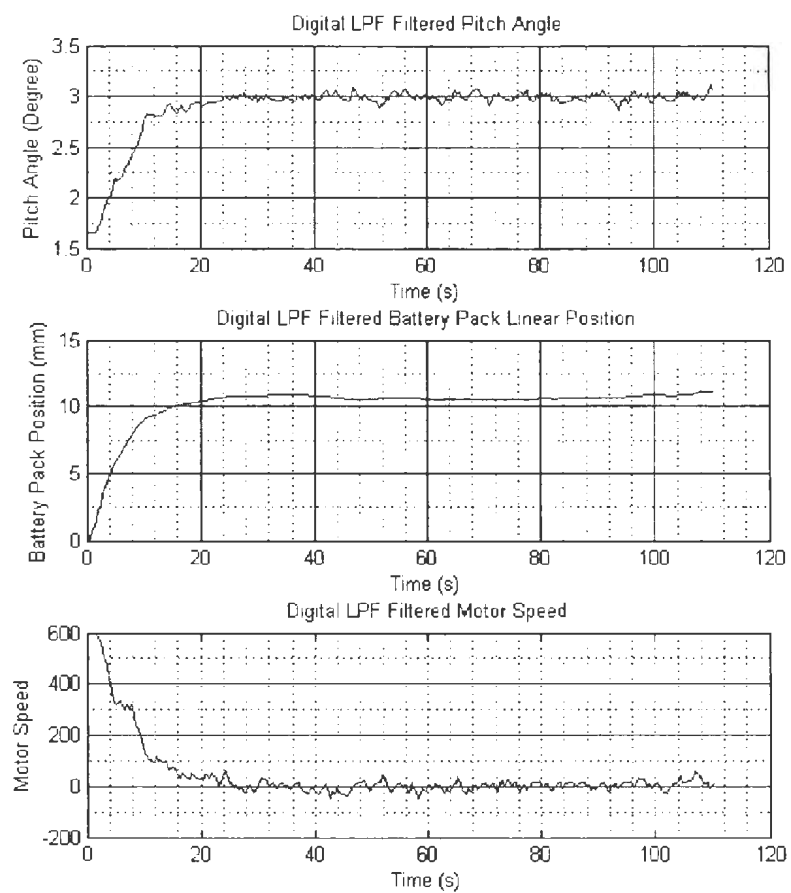 Digital LPF Filtered Pitch Angle
3.5
3
2.5
2
1.5
Pitch Angle (Degree)
0 20 40 60 80 100 120
Time (s)
Digital LPF Filtered Battery Pack Linear Position
15
10
5
0
Battery Pack Position (mm)
0 20 40 60 80 100 120
Time (s)
Digital LPF Filtered Motor Speed
600
400
200
0
-200
Motor Speed
0 20 40 60 80 100 120
Time (s)